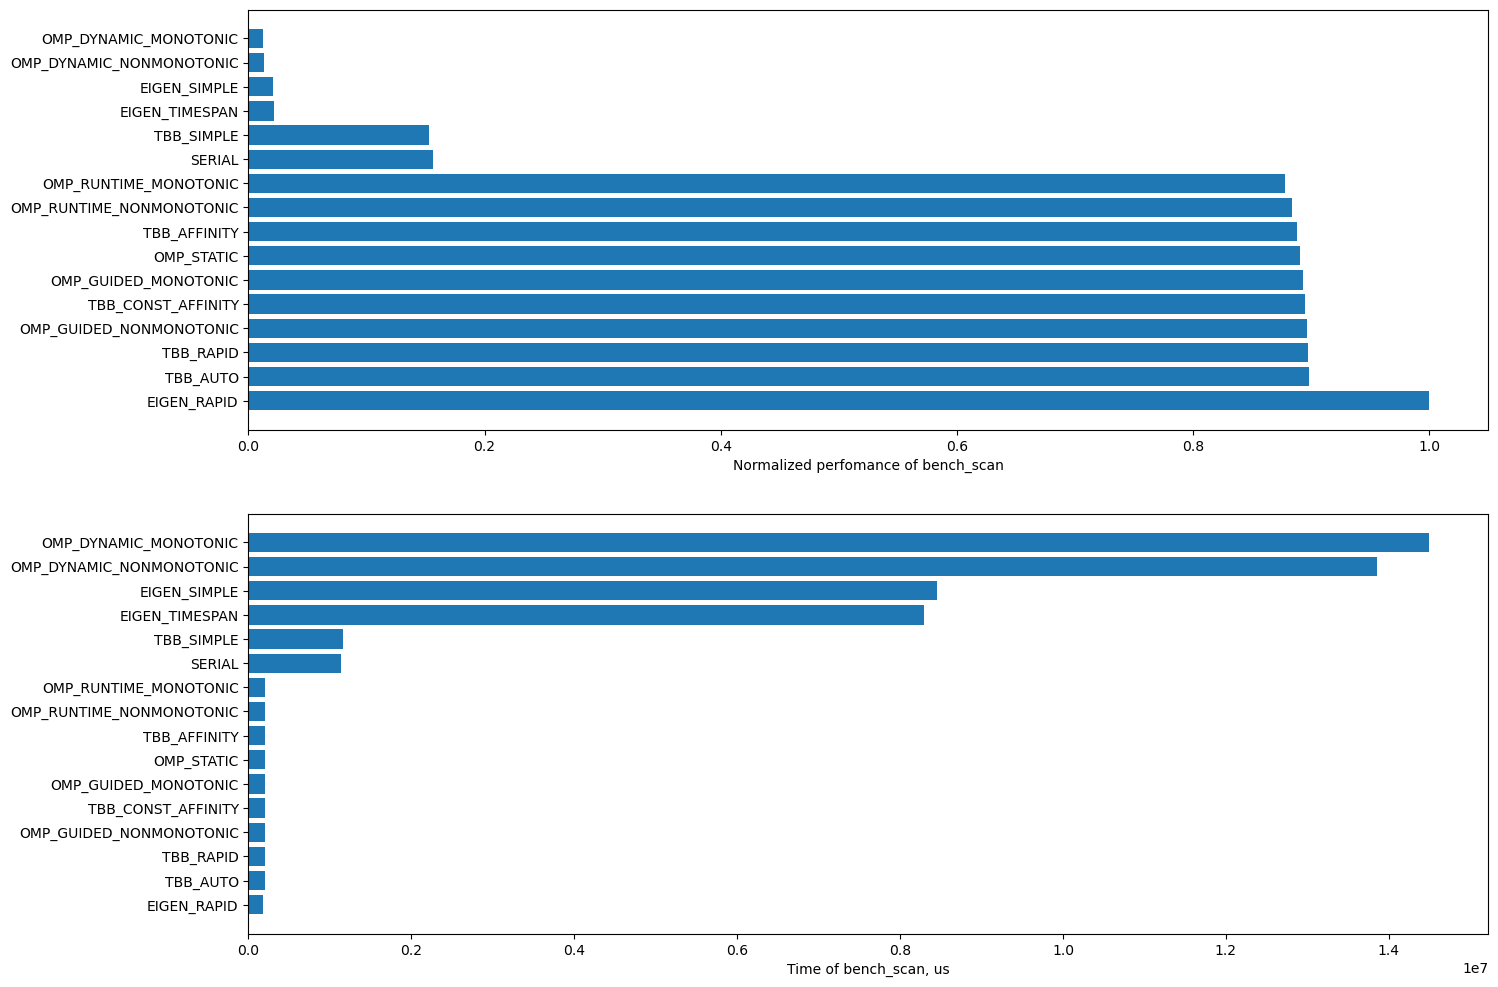 OMP_DYNAMIC_MONOTONIC
OMP_DYNAMIC_NONMONOTONIC
EIGEN_SIMPLE
EIGEN_TIMESPAN
TBB_SIMPLE
SERIAL
OMP_RUNTIME_MONOTONIC
OMP_RUNTIME_NONMONOTONIC
TBB_AFFINITY
OMP_STATIC
OMP_GUIDED_MONOTONIC
TBB_CONST_AFFINITY
OMP_GUIDED_NONMONOTONIC
TBB_RAPID
TBB_AUTO
EIGEN_RAPID
0.0 0.2 0.4 0.6 0.8 1.0
Normalized perfomance of bench_scan
OMP_DYNAMIC_MONOTONIC
OMP_DYNAMIC_NONMONOTONIC
EIGEN_SIMPLE
EIGEN_TIMESPAN
TBB_SIMPLE
SERIAL
OMP_RUNTIME_MONOTONIC
OMP_RUNTIME_NONMONOTONIC
TBB_AFFINITY
OMP_STATIC
OMP_GUIDED_MONOTONIC
TBB_CONST_AFFINITY
OMP_GUIDED_NONMONOTONIC
TBB_RAPID
TBB_AUTO
EIGEN_RAPID
0.0 0.2 0.4 0.6 0.8 1.0 1.2 1.4
Time of bench_scan, us
1e7